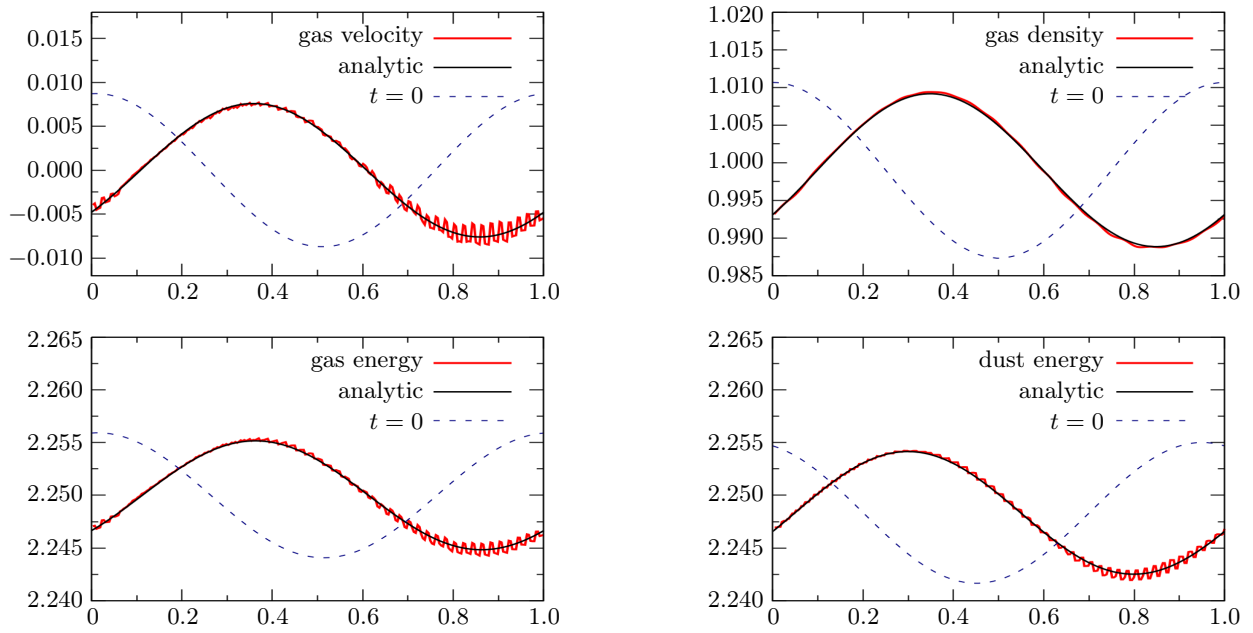 0.015
0.010
0.005
0.000
−0.005
−0.010
gas velocity
analytic
t = 0
0 0.2 0.4 0.6 0.8 1.0
1.020
1.015
1.010
1.005
1.000
0.995
0.990
0.985
gas density
analytic
t = 0
0 0.2 0.4 0.6 0.8 1.0
2.265
2.260
2.255
2.250
2.245
2.240
gas energy
analytic
t = 0
0 0.2 0.4 0.6 0.8 1.0
2.265
2.260
2.255
2.250
2.245
2.240
dust energy
analytic
t = 0
0 0.2 0.4 0.6 0.8 1.0